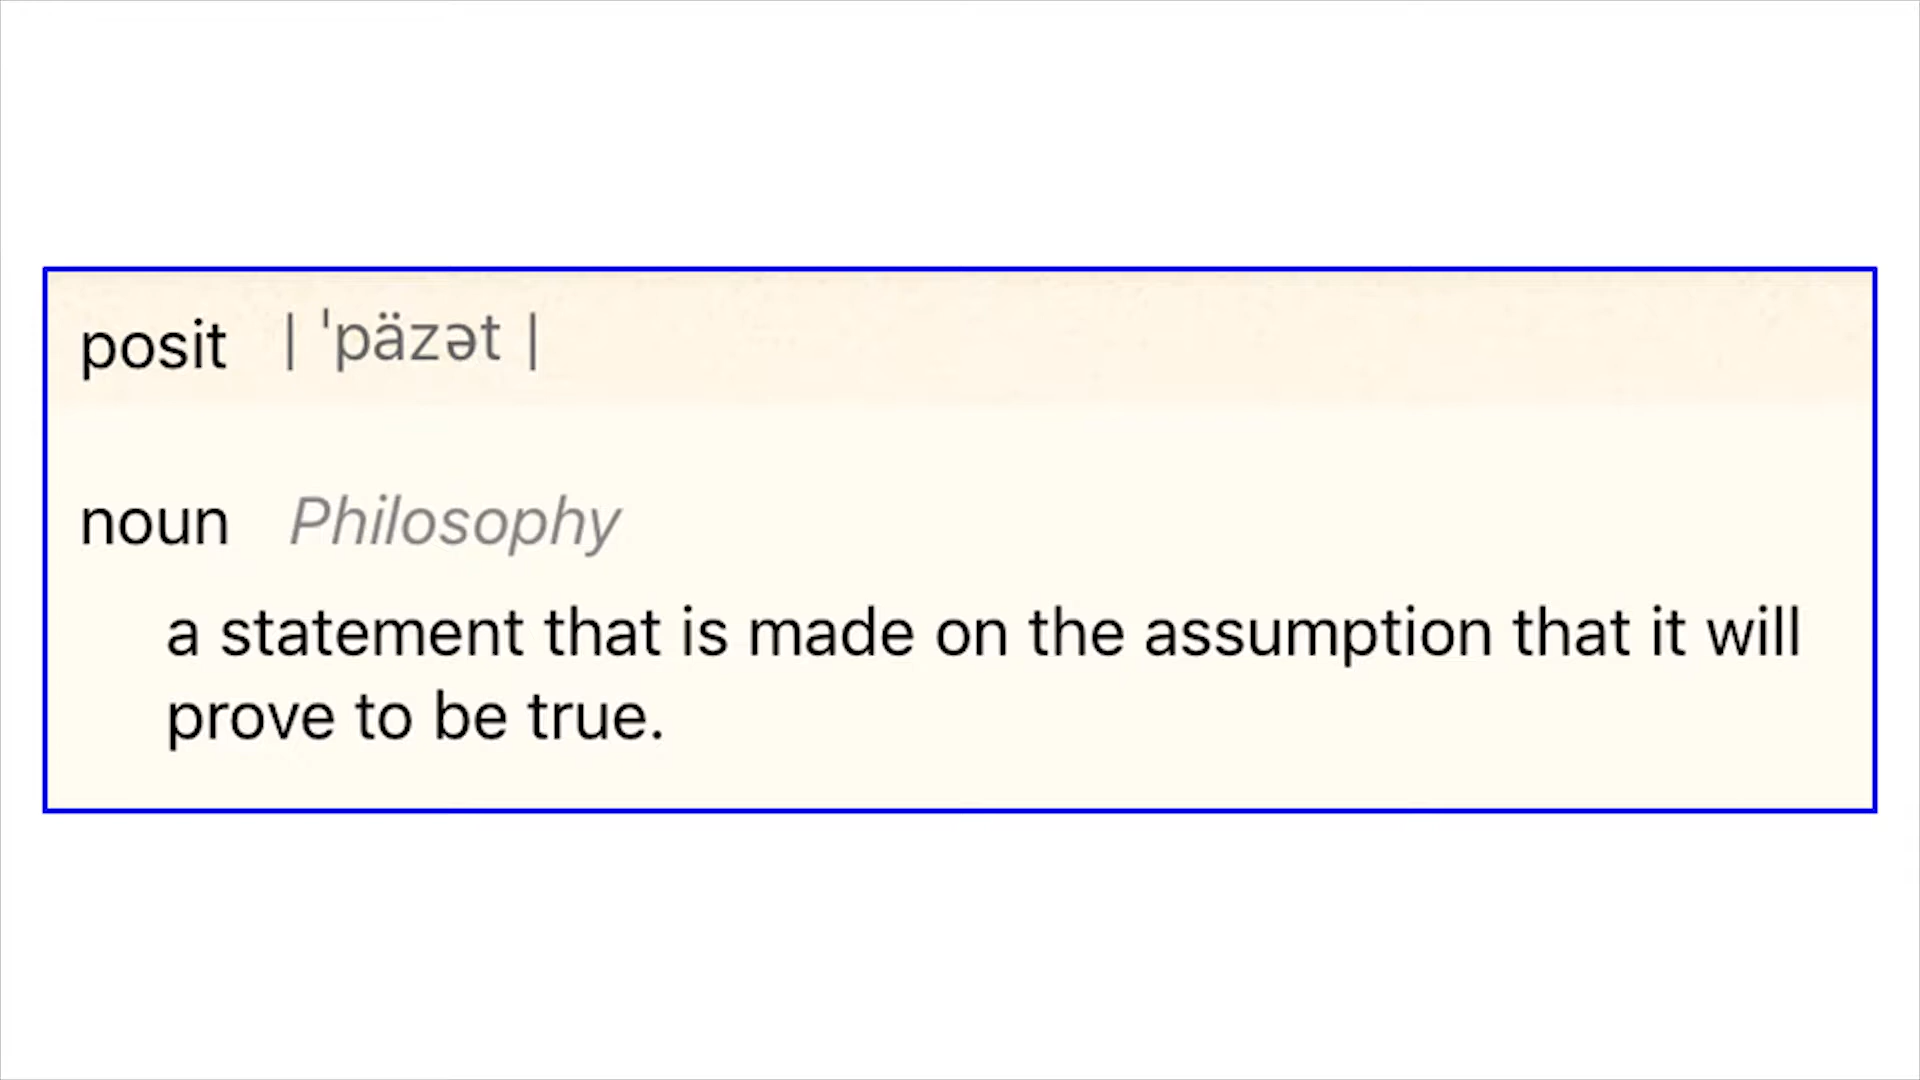 posit | ˈpäzət |
noun Philosophy
a statement that is made on the assumption that it will
prove to be true.